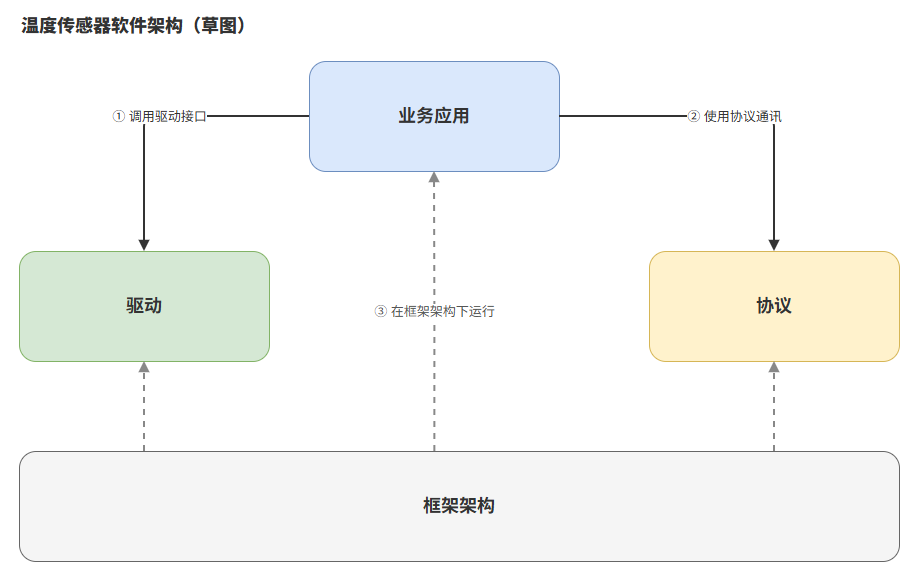 温度传感器软件架构（草图）
业务应用
① 调用驱动接口
② 使用协议通讯
驱动
③ 在框架架构下运行
协议
框架架构